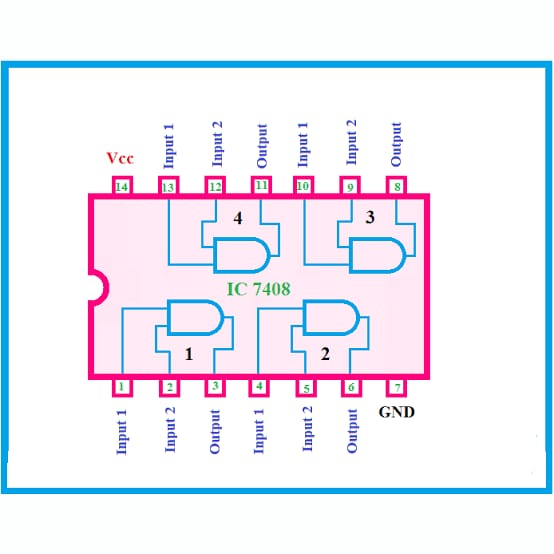 Vcc
Input 1
Input 2
Output
Input 1
Input 2
Output
14
13
12
11
10
9
8
4
3
IC 7408
1
2
1
2
3
4
5
6
7
Input 1
Input 2
Output
Input 1
Input 2
Output
GND